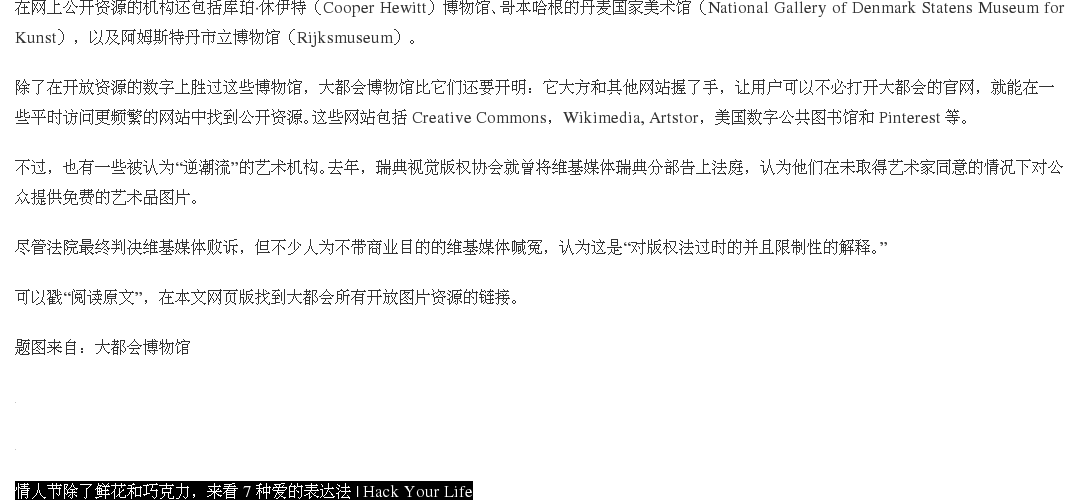 在网上公开资源的机构还包括库珀·休伊特（Cooper Hewitt）博物馆、哥本哈根的丹麦国家美术馆（National Gallery of Denmark Statens Museum for
Kunst），以及阿姆斯特丹市立博物馆（Rijksmuseum）。
除了在开放资源的数字上胜过这些博物馆，大都会博物馆比它们还要开明：它大方和其他网站握了手，让用户可以不必打开大都会的官网，就能在一
些平时访问更频繁的网站中找到公开资源。这些网站包括 Creative Commons，Wikimedia, Artstor，美国数字公共图书馆和 Pinterest 等。
不过，也有一些被认为“逆潮流”的艺术机构。去年，瑞典视觉版权协会就曾将维基媒体瑞典分部告上法庭，认为他们在未取得艺术家同意的情况下对公
众提供免费的艺术品图片。
尽管法院最终判决维基媒体败诉，但不少人为不带商业目的的维基媒体喊冤，认为这是“对版权法过时的并且限制性的解释。”
可以戳“阅读原文”，在本文网页版找到大都会所有开放图片资源的链接。
题图来自：大都会博物馆
情人节除了鲜花和巧克力，来看 7 种爱的表达法 | Hack Your Life